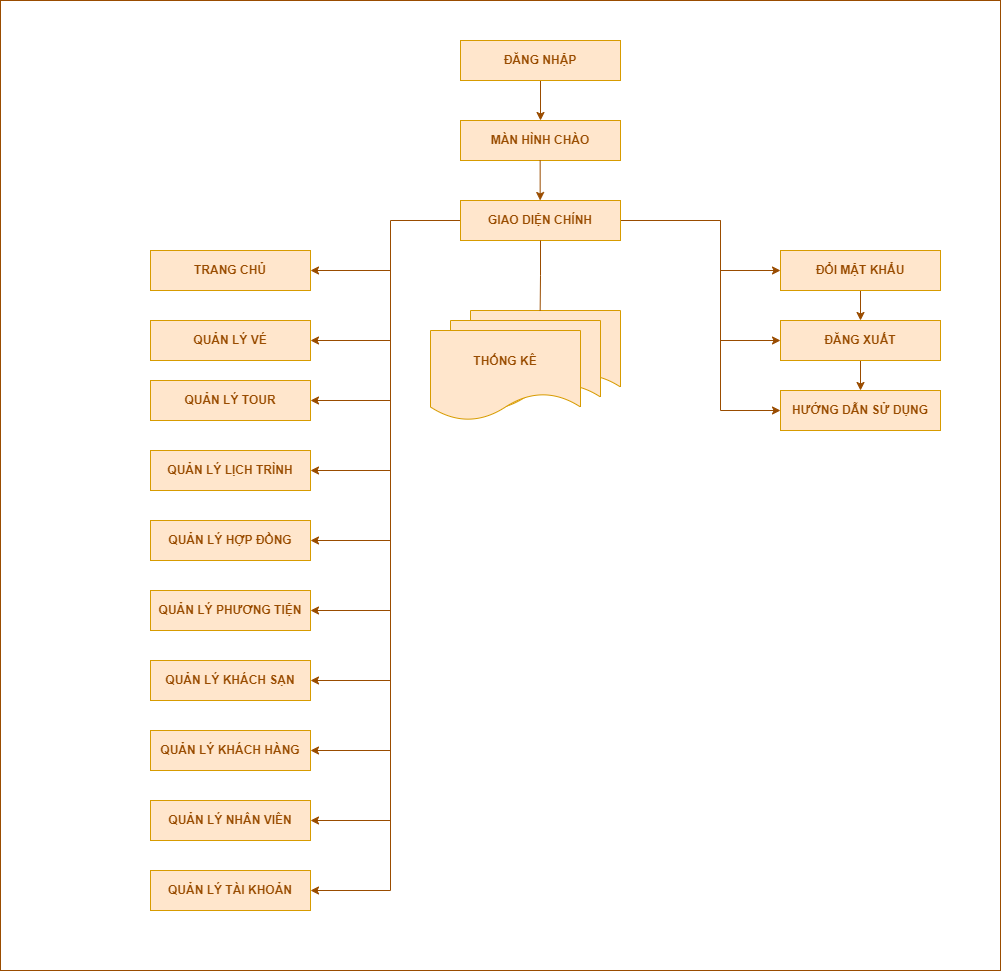 ĐĂNG NHẬP
MÀN HÌNH CHÀO
GIAO DIỆN CHÍNH
TRANG CHỦ
QUẢN LÝ VÉ
QUẢN LÝ TOUR
QUẢN LÝ LỊCH TRÌNH
QUẢN LÝ HỢP ĐỒNG
QUẢN LÝ PHƯƠNG TIỆN
QUẢN LÝ KHÁCH SẠN
QUẢN LÝ KHÁCH HÀNG
QUẢN LÝ NHÂN VIÊN
QUẢN LÝ TÀI KHOẢN
THỐNG KÊ
ĐỔI MẬT KHẨU
ĐĂNG XUẤT
HƯỚNG DẪN SỬ DỤNG